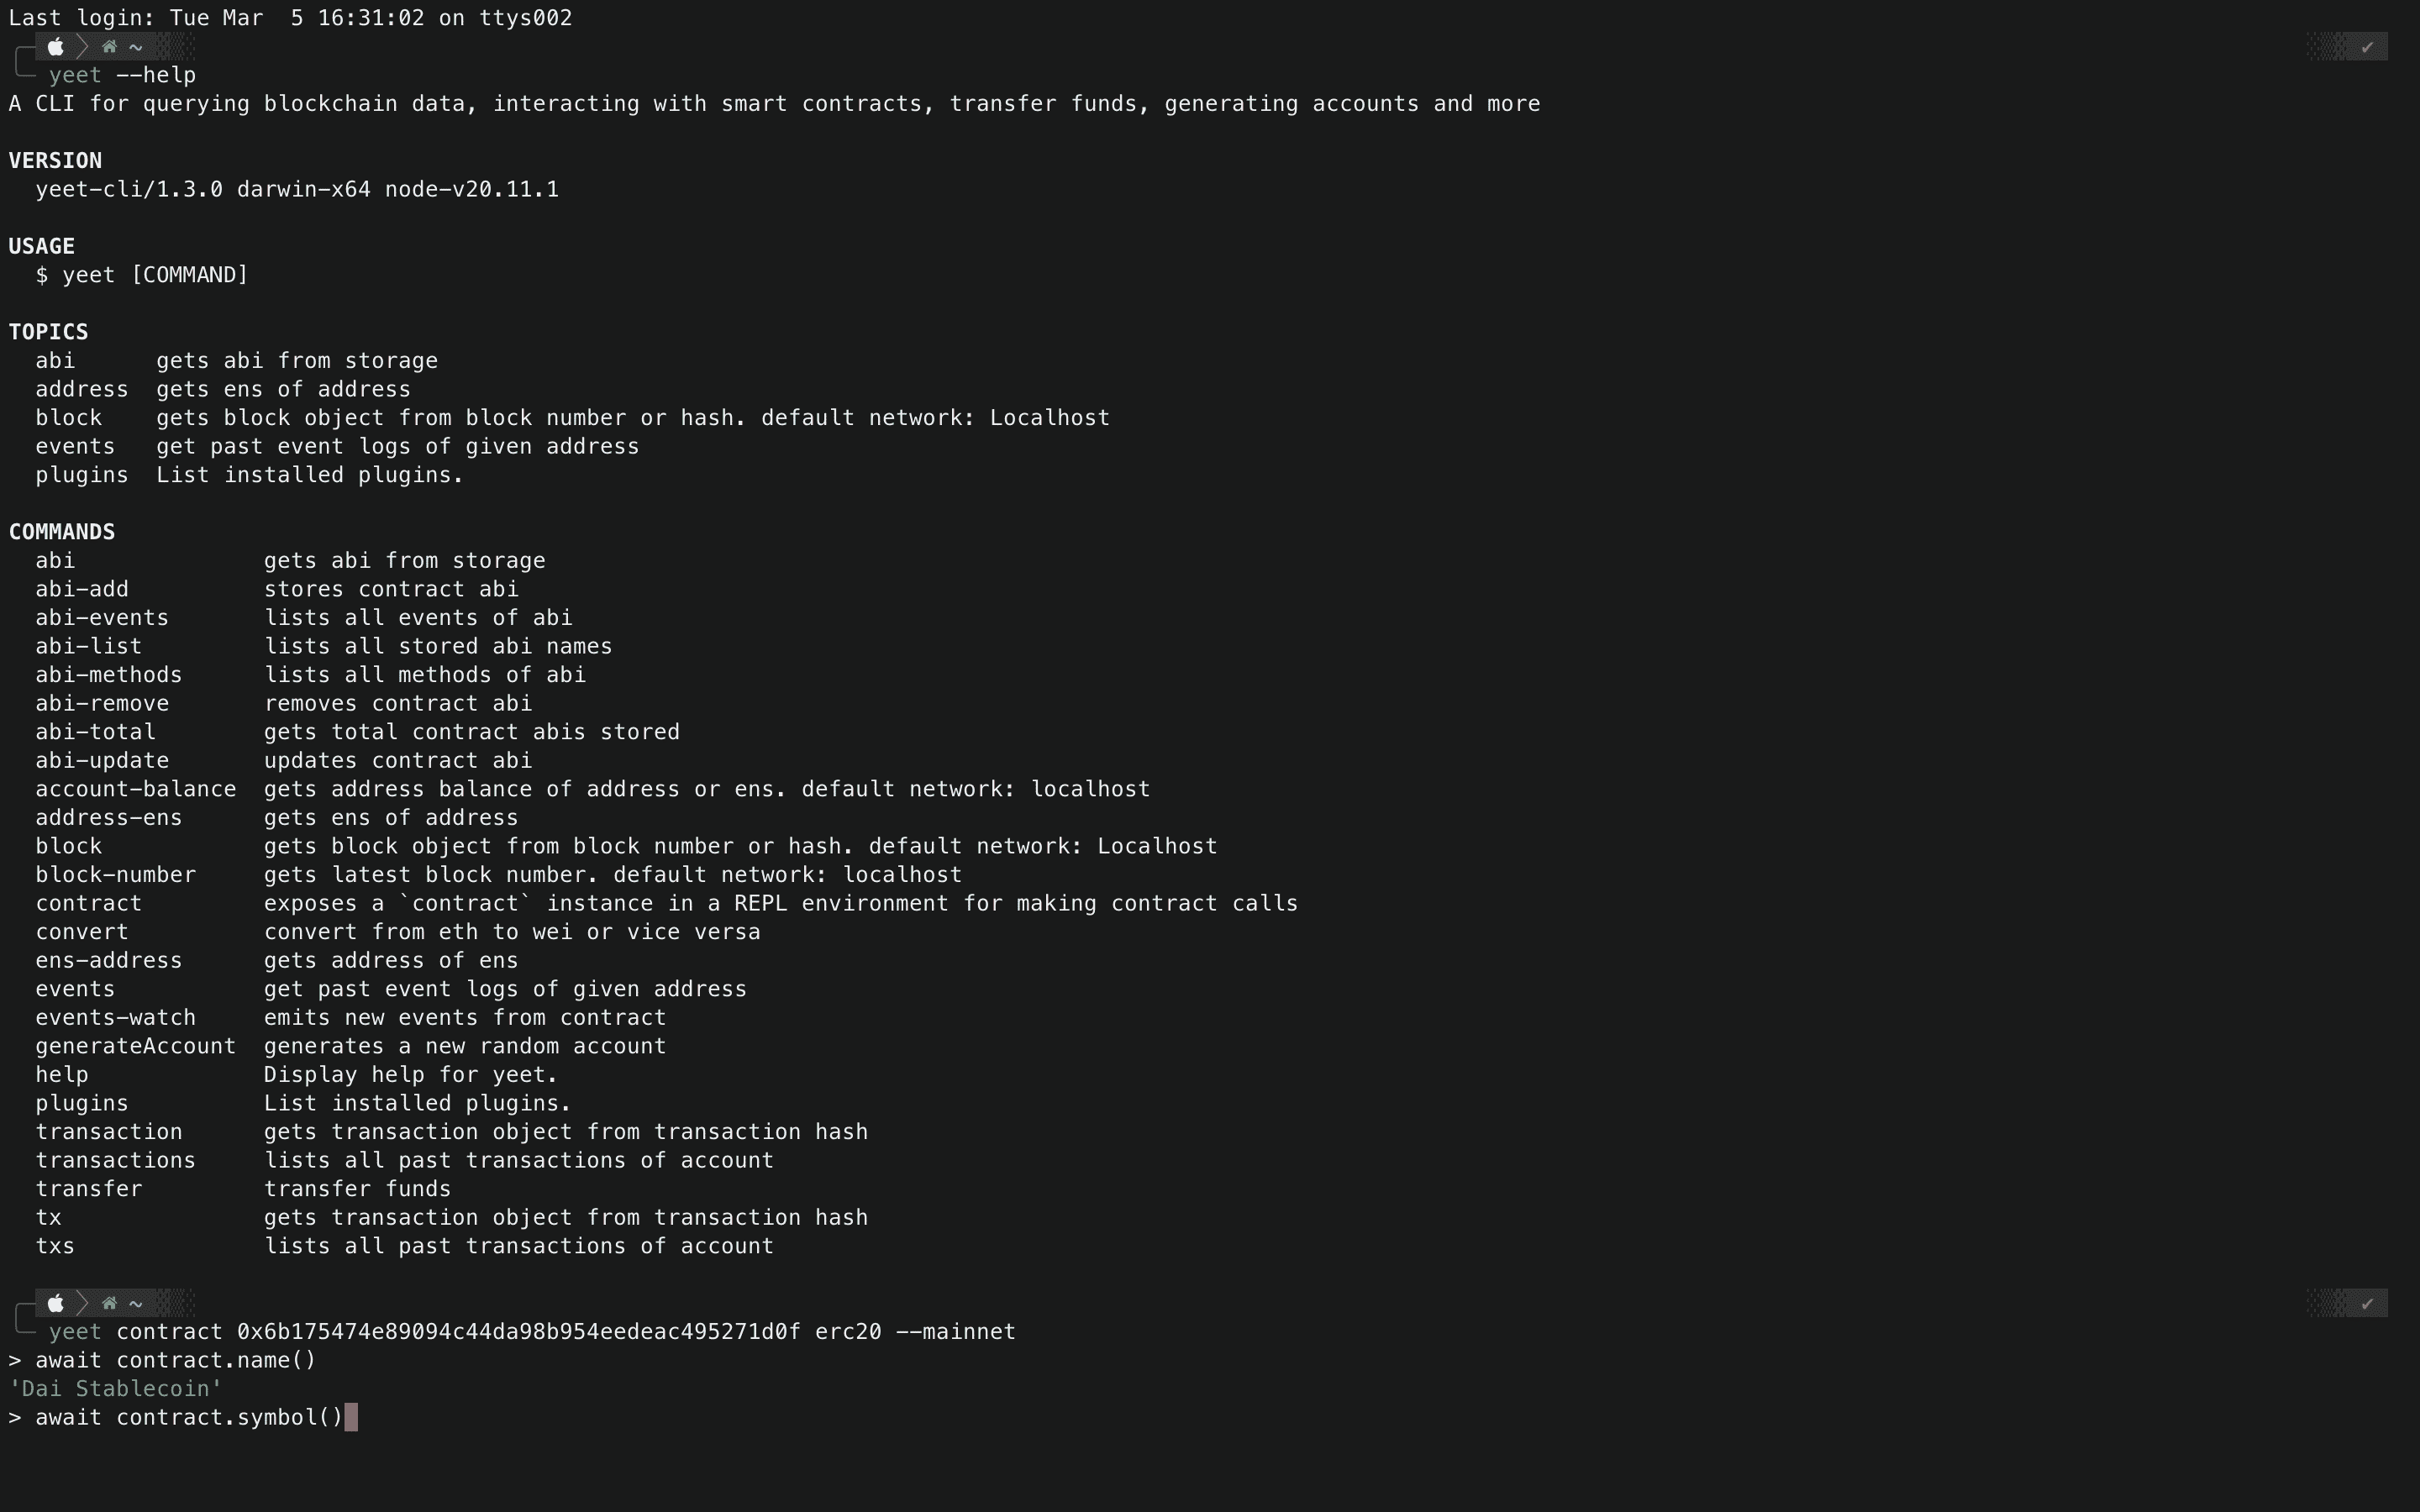 Last login: Tue Mar  5 16:31:02 on ttys002
~ ✔
yeet --help
A CLI for querying blockchain data, interacting with smart contracts, transfer funds, generating accounts and more
VERSION
yeet-cli/1.3.0 darwin-x64 node-v20.11.1
USAGE
$ yeet [COMMAND]
TOPICS
abi      gets abi from storage
address  gets ens of address
block    gets block object from block number or hash. default network: Localhost
events   get past event logs of given address
plugins  List installed plugins.
COMMANDS
abi              gets abi from storage
abi-add          stores contract abi
abi-events       lists all events of abi
abi-list         lists all stored abi names
abi-methods      lists all methods of abi
abi-remove       removes contract abi
abi-total        gets total contract abis stored
abi-update       updates contract abi
account-balance  gets address balance of address or ens. default network: localhost
address-ens      gets ens of address
block            gets block object from block number or hash. default network: Localhost
block-number     gets latest block number. default network: localhost
contract         exposes a `contract` instance in a REPL environment for making contract calls
convert          convert from eth to wei or vice versa
ens-address      gets address of ens
events           get past event logs of given address
events-watch     emits new events from contract
generateAccount  generates a new random account
help             Display help for yeet.
plugins          List installed plugins.
transaction      gets transaction object from transaction hash
transactions     lists all past transactions of account
transfer         transfer funds
tx               gets transaction object from transaction hash
txs              lists all past transactions of account
~ ✔
yeet contract 0x6b175474e89094c44da98b954eedeac495271d0f erc20 --mainnet
> await contract.name()
'Dai Stablecoin'
> await contract.symbol()